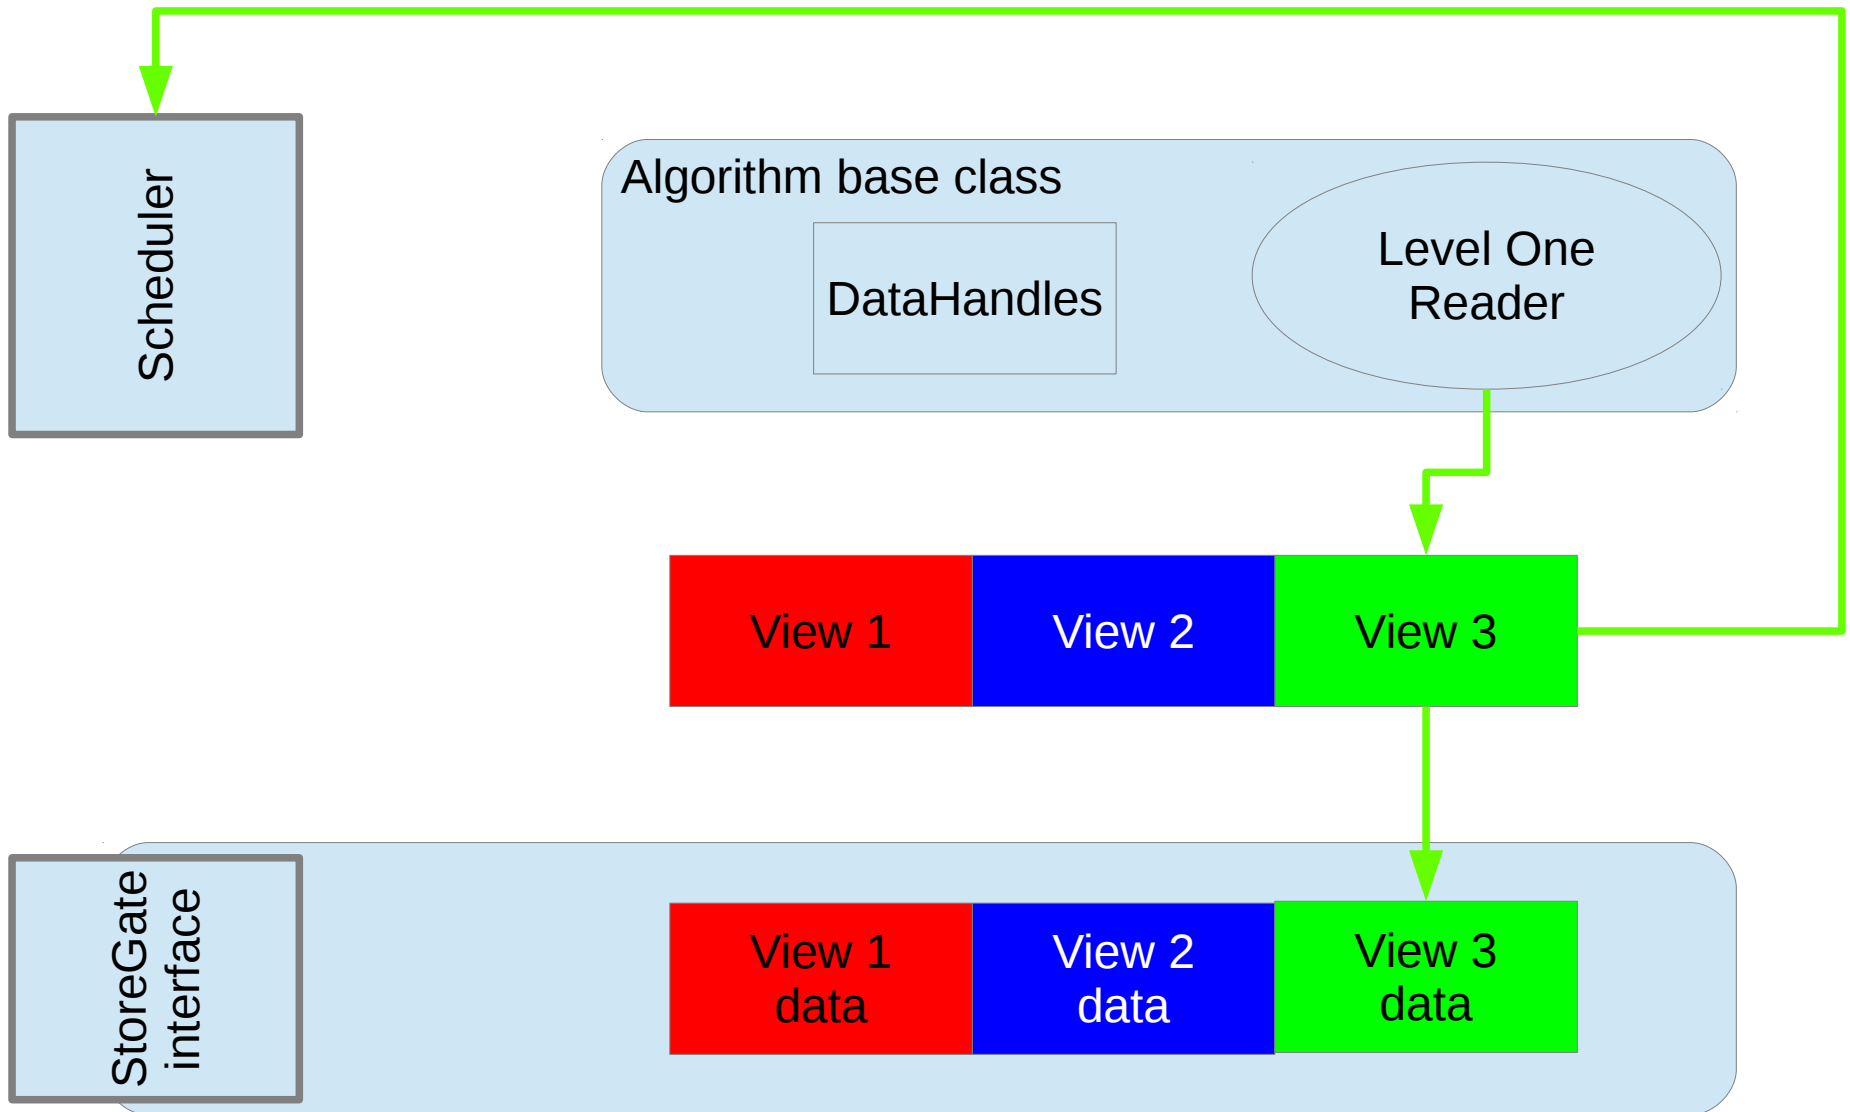 Scheduler
Algorithm base class
DataHandles
Level One
Reader
View 1
View 2
View 3
StoreGate
interface
View 1
data
View 2
data
View 3
data